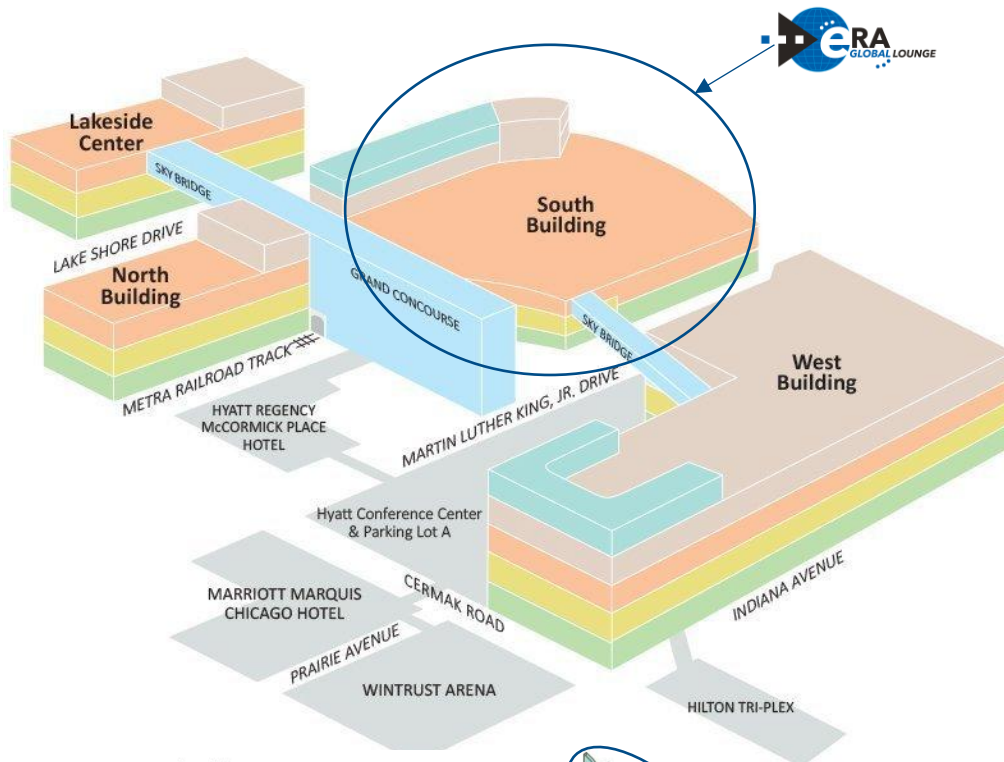 eRA
GLOBAL LOUNGE
Lakeside
Center
SKY BRIDGE
LAKE SHORE DRIVE
South
Building
North
Building
GRAND CONCOURSE
SKY BRIDGE
West
Building
METRA RAILROAD TRACK
HYATT REGENCY
McCORMICK PLACE
HOTEL
MARTIN LUTHER KING, JR. DRIVE
Hyatt Conference Center
& Parking Lot A
CERMAK ROAD
INDIANA AVENUE
MARRIOTT MARQUIS
CHICAGO HOTEL
PRAIRIE AVENUE
WINTRUST ARENA
HILTON TRI-PLEX